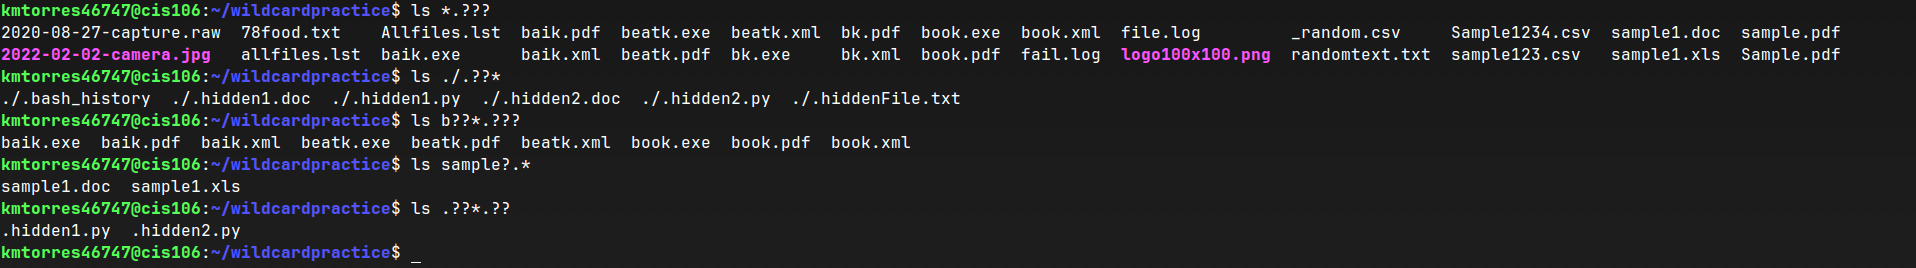 kmtorres46747@cis106:~/wildcardpractice$ ls *.???
2020-08-27-capture.raw  78food.txt    Allfiles.lst  baik.pdf  beatk.exe  beatk.xml  bk.pdf  book.exe  book.xml  file.log         _random.csv     Sample1234.csv  sample1.doc  sample.pdf
2022-02-02-camera.jpg   allfiles.lst  baik.exe      baik.xml  beatk.pdf  bk.exe     bk.xml  book.pdf  fail.log  logo100x100.png  randomtext.txt  sample123.csv   sample1.xls  Sample.pdf
kmtorres46747@cis106:~/wildcardpractice$ ls ./.??*
./.bash_history  ./.hidden1.doc  ./.hidden1.py  ./.hidden2.doc  ./.hidden2.py  ./.hiddenFile.txt
kmtorres46747@cis106:~/wildcardpractice$ ls b??*.???
baik.exe  baik.pdf  baik.xml  beatk.exe  beatk.pdf  beatk.xml  book.exe  book.pdf  book.xml
kmtorres46747@cis106:~/wildcardpractice$ ls sample?.*
sample1.doc  sample1.xls
kmtorres46747@cis106:~/wildcardpractice$ ls .??*.??
.hidden1.py  .hidden2.py
kmtorres46747@cis106:~/wildcardpractice$ _